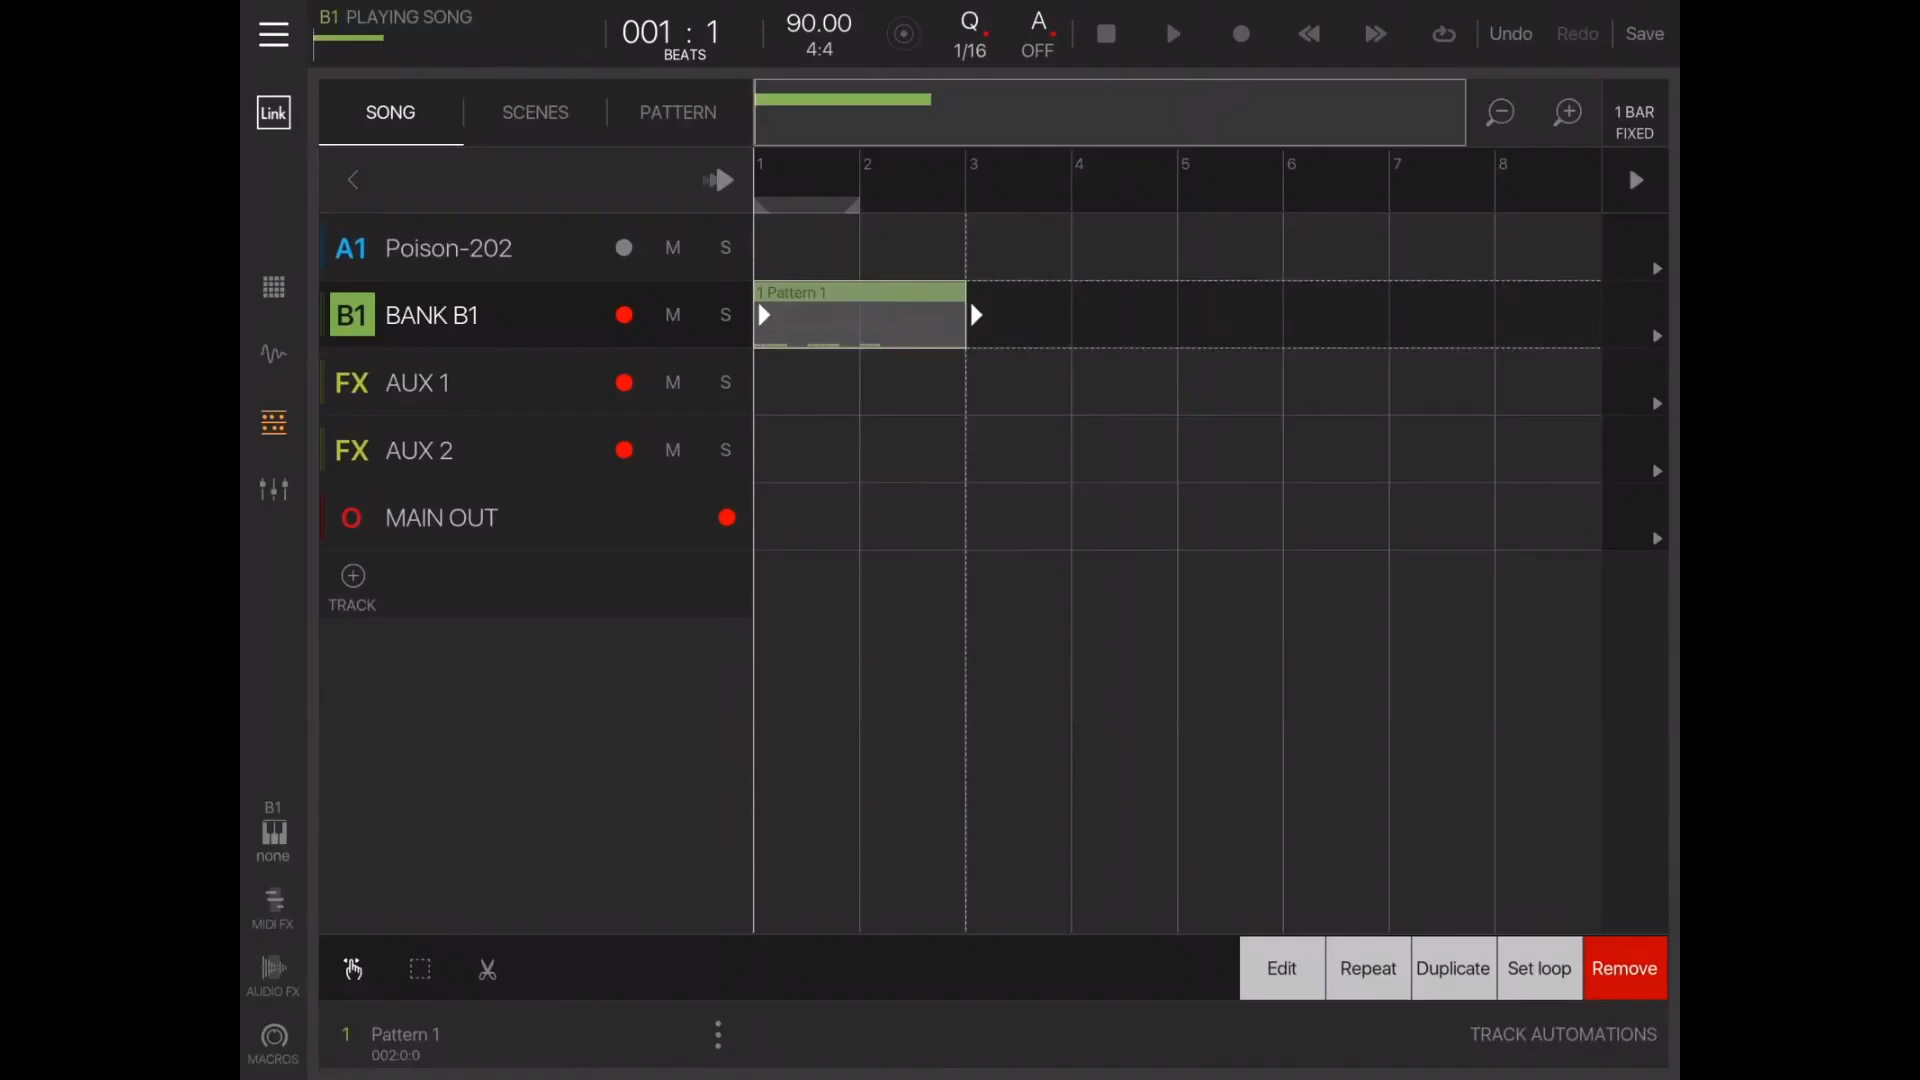 B1 PLAYING SONG
001 : 1
BEATS
90.00
4:4
Q
1/16
A
OFF
Undo
Redo
Save
Link
SONG
SCENES
PATTERN
1 BAR
FIXED
1 2 3 4 5 6 7 8
A1 Poison-202 M S
1 Pattern 1
B1 BANK B1 M S
FX AUX 1 M S
FX AUX 2 M S
O MAIN OUT
TRACK
B1
none
MIDI FX
AUDIO FX
MACROS
Edit
Repeat
Duplicate
Set loop
Remove
1 Pattern 1
002:0:0
TRACK AUTOMATIONS